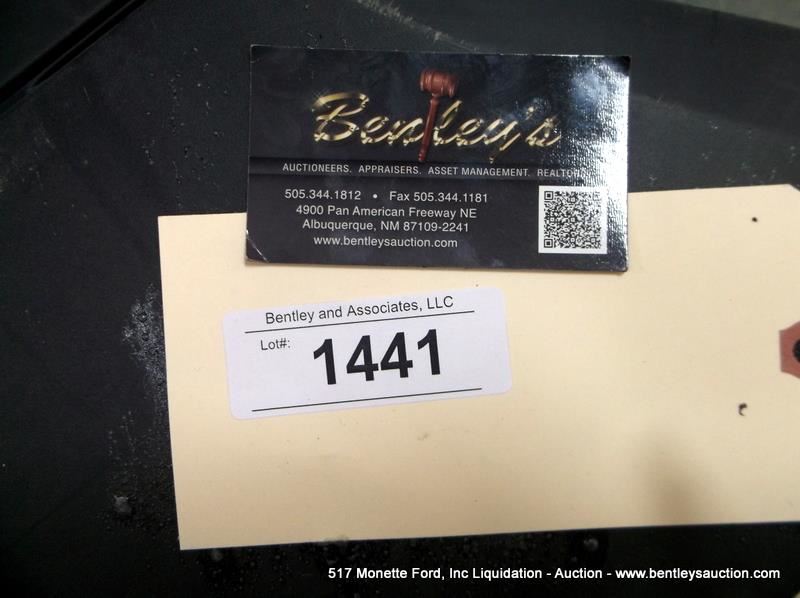 Bentley's
AUCTIONEERS. APPRAISERS. ASSET MANAGEMENT. REALTORS.
505.344.1812 • Fax 505.344.1181
4900 Pan American Freeway NE
Albuquerque, NM 87109-2241
www.bentleysauction.com
Bentley and Associates, LLC
Lot#: 1441
517 Monette Ford, Inc Liquidation - Auction - www.bentleysauction.com